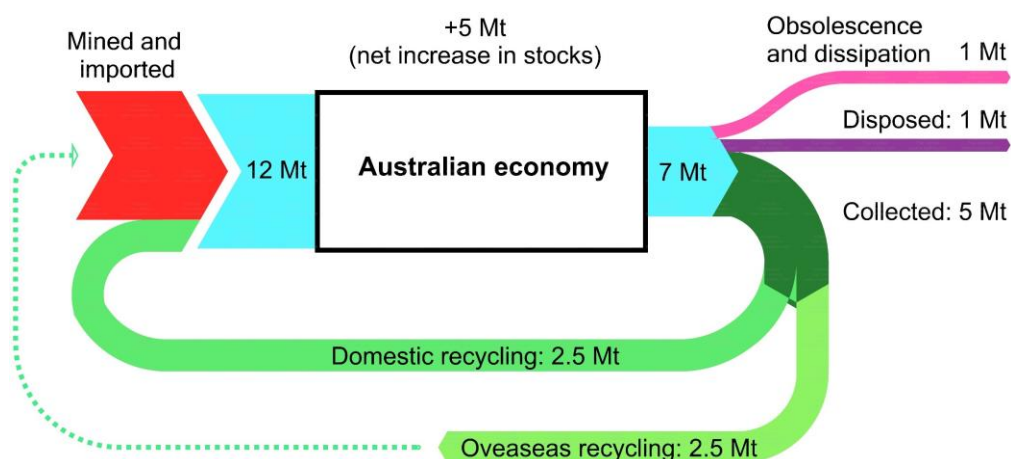 Mined and
imported
+5 Mt
(net increase in stocks)
Obsolescence
and dissipation
1 Mt
Disposed: 1 Mt
12 Mt
Australian economy
7 Mt
Collected: 5 Mt
Domestic recycling: 2.5 Mt
Oveaseas recycling: 2.5 Mt